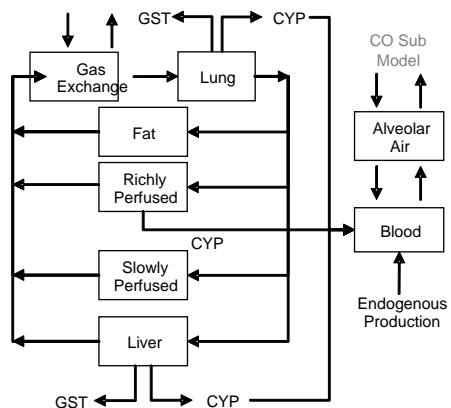 GST
CYP
CO Sub
Model
Gas
Exchange
Lung
Alveolar
Air
Fat
Richly
Perfused
Blood
CYP
Slowly
Perfused
Endogenous
Production
Liver
GST
CYP